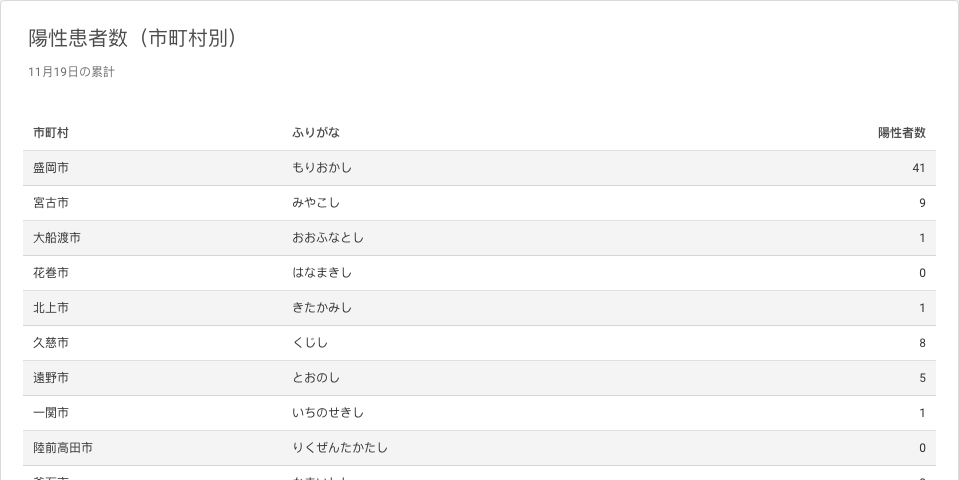 陽性患者数（市町村別）
11月19日の累計
市町村 ふりがな 陽性者数
盛岡市 もりおかし 41
宮古市 みやこし 9
大船渡市 おおふなとし 1
花巻市 はなまきし 0
北上市 きたかみし 1
久慈市 くじし 8
遠野市 とおのし 5
一関市 いちのせきし 1
陸前高田市 りくぜんたかたし 0